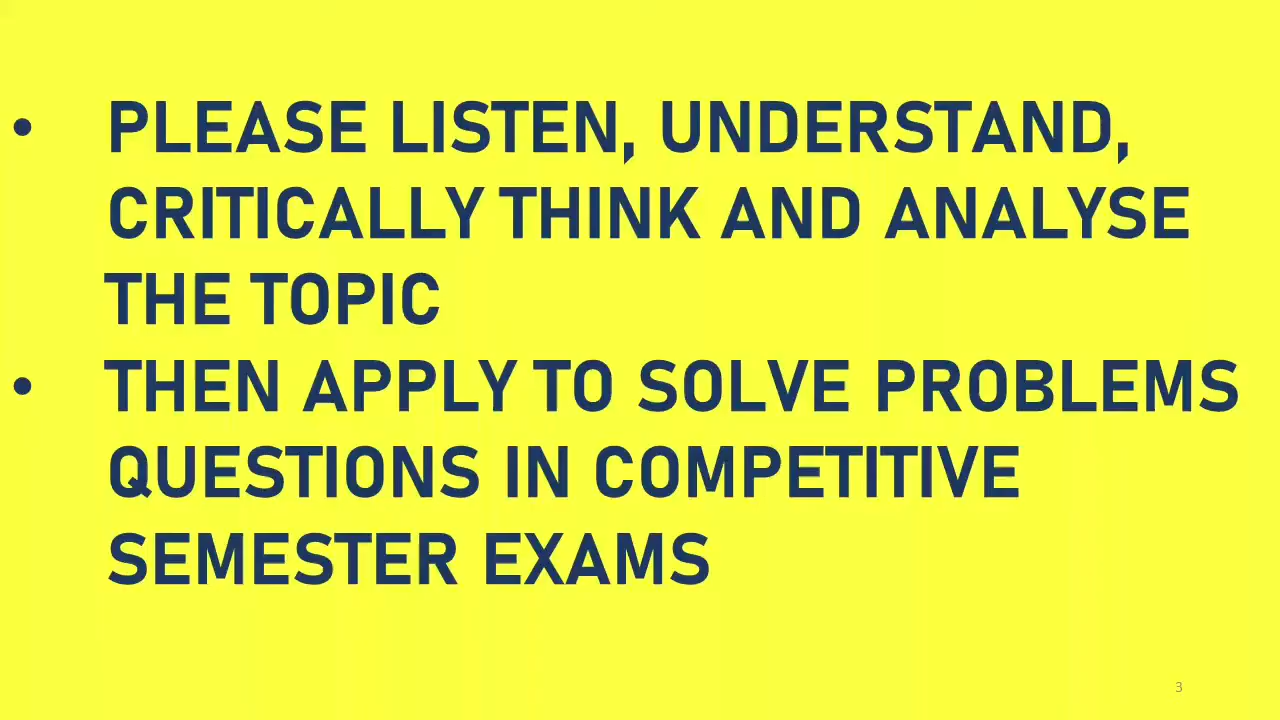 • PLEASE LISTEN, UNDERSTAND,
CRITICALLY THINK AND ANALYSE
THE TOPIC
• THEN APPLY TO SOLVE PROBLEMS
QUESTIONS IN COMPETITIVE
SEMESTER EXAMS
3